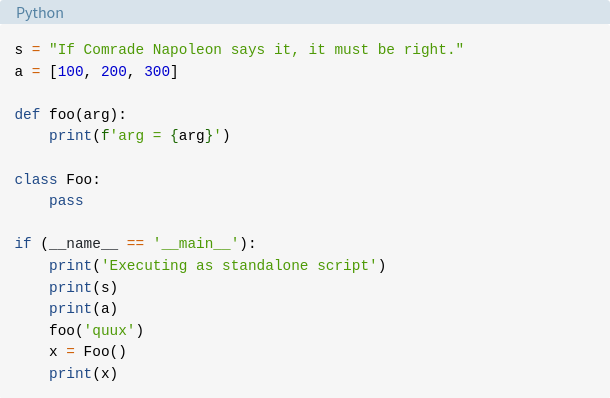 Python
s = "If Comrade Napoleon says it, it must be right."
a = [100, 200, 300]

def foo(arg):
    print(f'arg = {arg}')

class Foo:
    pass

if (__name__ == '__main__'):
    print('Executing as standalone script')
    print(s)
    print(a)
    foo('quux')
    x = Foo()
    print(x)